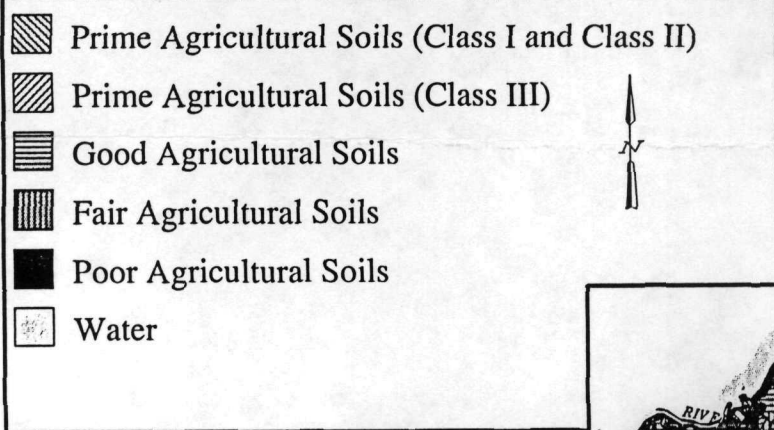 Prime Agricultural Soils (Class I and Class II)
Prime Agricultural Soils (Class III)
N
Good Agricultural Soils
Fair Agricultural Soils
Poor Agricultural Soils
Water